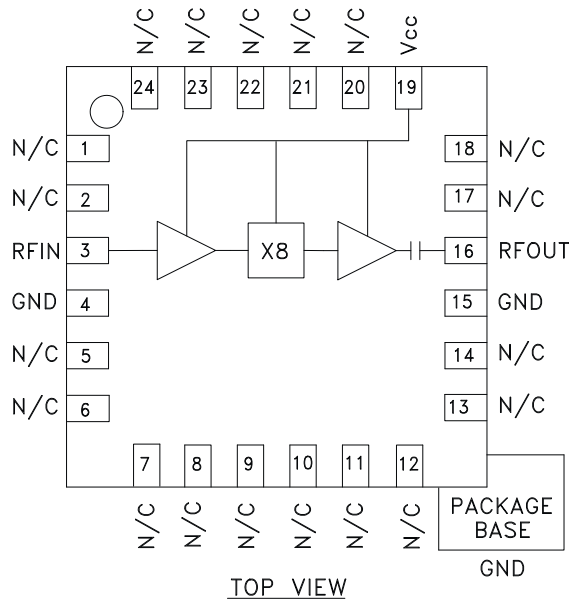 N/C N/C N/C N/C N/C Vcc
24 23 22 21 20 19
N/C 1 18 N/C
N/C 2 17 N/C
RFIN 3 X8 16 RFOUT
GND 4 15 GND
N/C 5 14 N/C
N/C 6 13 N/C
7 8 9 10 11 12
N/C N/C N/C N/C N/C N/C
PACKAGE
BASE
GND
TOP VIEW